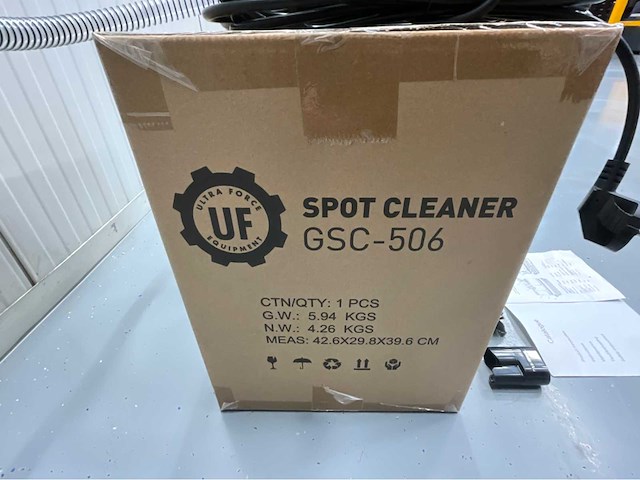 ULTRA FORCE
UF
EQUIPMENT
SPOT CLEANER
GSC-506
CTN/QTY: 1 PCS
G.W.: 5.94 KGS
N.W.: 4.26 KGS
MEAS: 42.6X29.8X39.6 CM